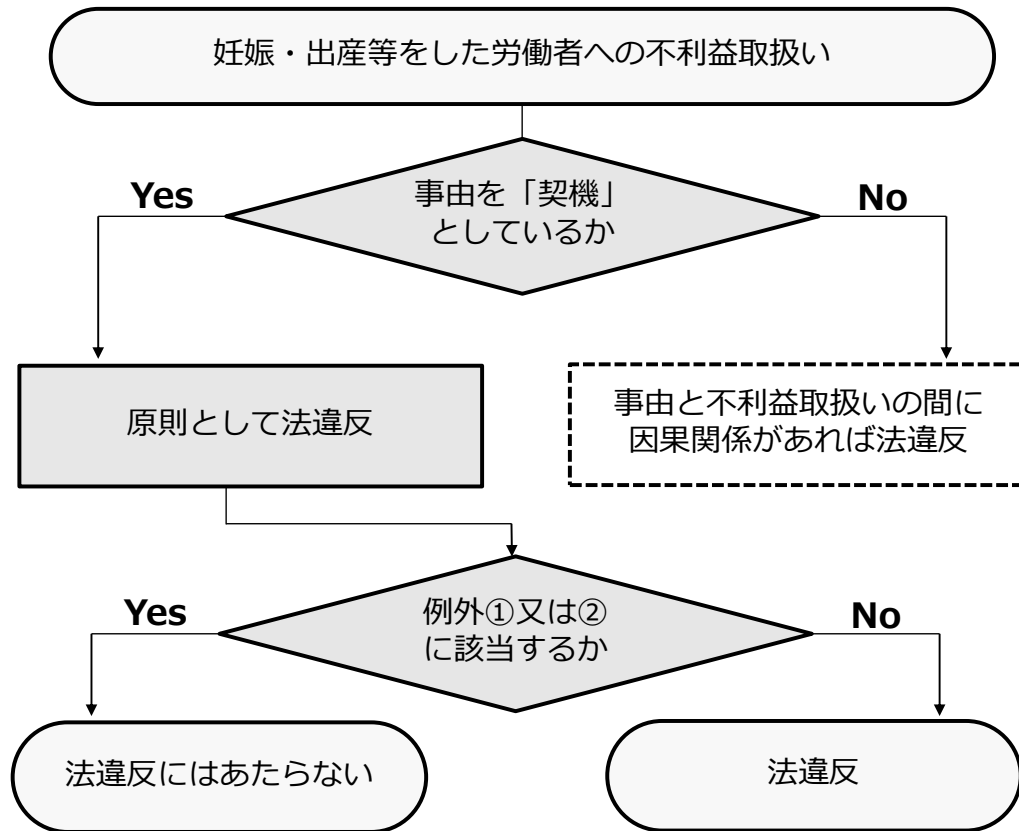 妊娠・出産等をした労働者への不利益取扱い
事由を「契機」
としているか
Yes
No
原則として法違反
事由と不利益取扱いの間に
因果関係があれば法違反
例外①又は②
に該当するか
Yes
No
法違反にはあたらない
法違反